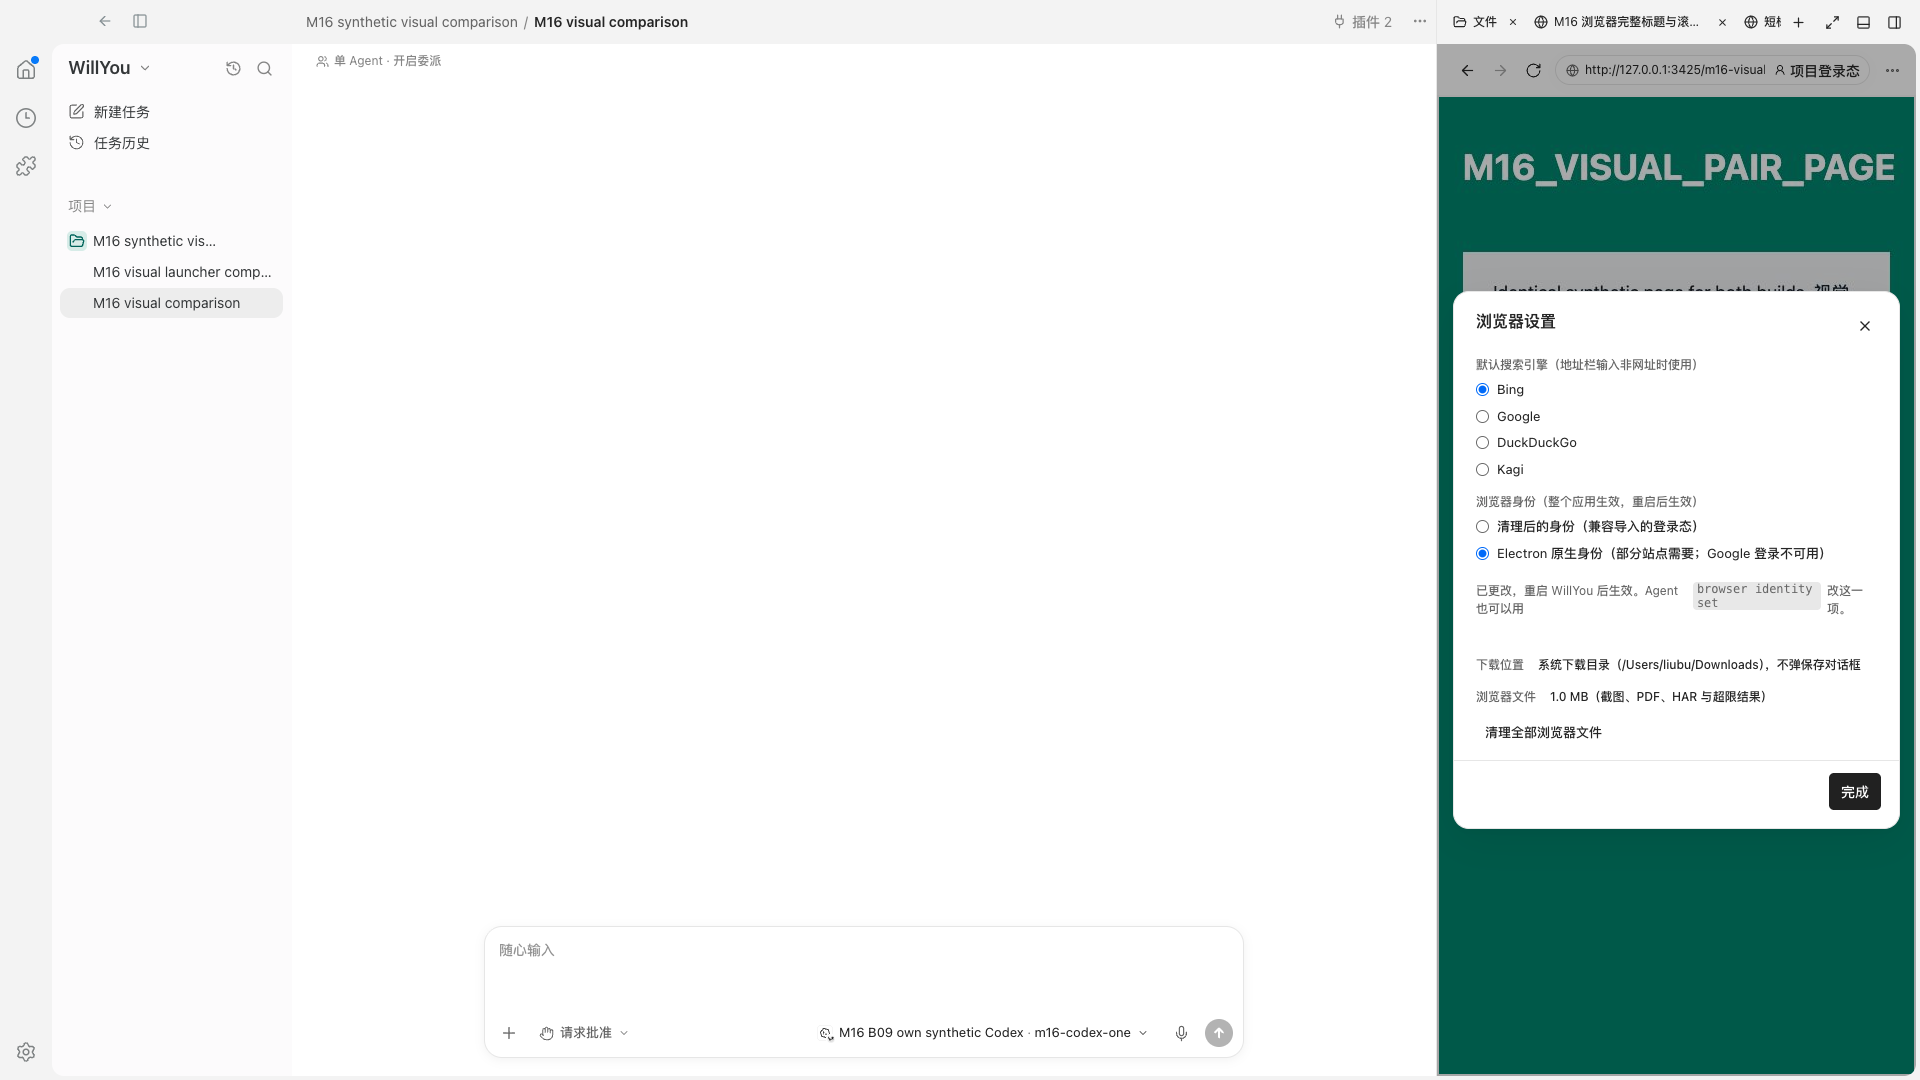 M16 synthetic visual comparison / M16 visual comparison
插件 2
文件
M16 浏览器完整标题与滚...
短标
WillYou
新建任务
任务历史
项目
M16 synthetic vis...
M16 visual launcher comp...
M16 visual comparison
单 Agent · 开启委派
随心输入
请求批准
M16 B09 own synthetic Codex · m16-codex-one
http://127.0.0.1:3425/m16-visual
项目登录态
M16_VISUAL_PAIR_PAGE
Identical synthetic page for both builds. 视觉
浏览器设置
默认搜索引擎（地址栏输入非网址时使用）
Bing
Google
DuckDuckGo
Kagi
浏览器身份（整个应用生效，重启后生效）
清理后的身份（兼容导入的登录态）
Electron 原生身份（部分站点需要；Google 登录不可用）
已更改，重启 WillYou 后生效。Agent
也可以用
browser identity
set
改这一
项。
下载位置 系统下载目录（/Users/liubu/Downloads），不弹保存对话框
浏览器文件 1.0 MB（截图、PDF、HAR 与超限结果）
清理全部浏览器文件
完成